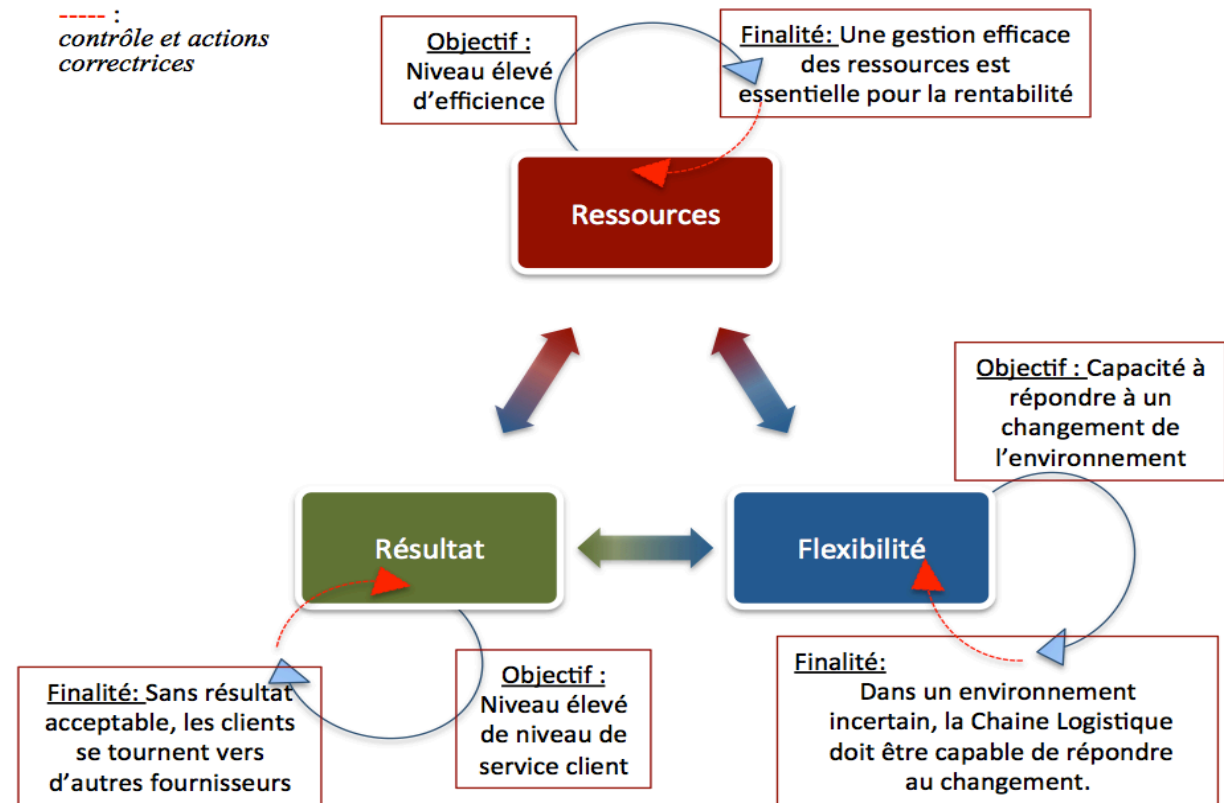 ----- :
contrôle et actions
correctrices
Objectif :
Niveau élevé
d’efficience
Finalité: Une gestion efficace
des ressources est
essentielle pour la rentabilité
Ressources
Objectif : Capacité à
répondre à un
changement de
l’environnement
Résultat
Flexibilité
Finalité: Sans résultat
acceptable, les clients
se tournent vers
d’autres fournisseurs
Objectif :
Niveau élevé
de niveau de
service client
Finalité:
Dans un environnement
incertain, la Chaine Logistique
doit être capable de répondre
au changement.